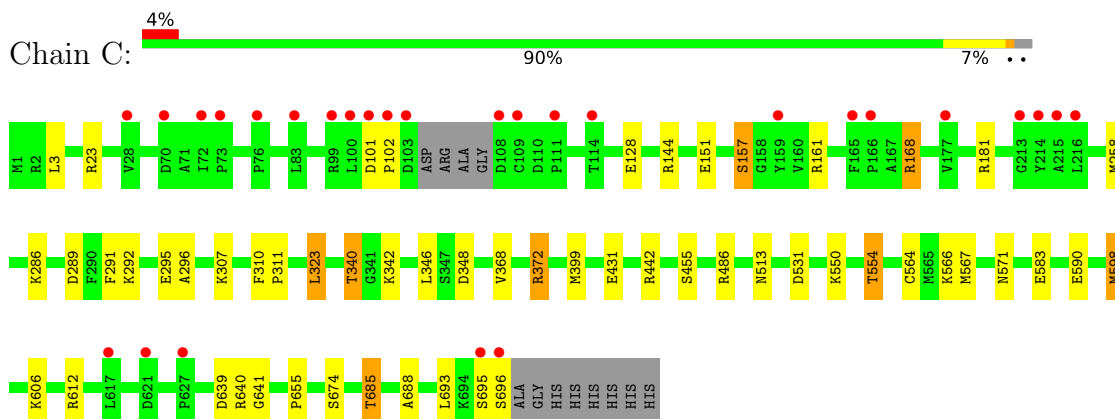 4%
Chain C:
90% 7% • •
M1 R2 L3 R23 V28 D70 A71 I72 P73 P76 L83 R99 L100 D101 P102 D103 ASP ARG ALA GLY D108 C109 D110 P111 T114 E128 R144 E151 S157 G158 Y159 V160 R161 F165 P166 A167 R168 V177 R181 G213 Y214 A215 L216 M258
K286 D289 F290 F291 K292 E295 A296 K307 F310 P311 L323 T340 G341 K342 L346 S347 D348 V368 R372 M399 E431 R442 S455 R486 N513 D531 K550 T554 C564 M565 K566 M567 N571 E583 E590 M598
K606 R612 L617 D621 P627 D639 R640 G641 P655 S674 T685 A688 L693 K694 S695 S696 ALA GLY HIS HIS HIS HIS HIS HIS